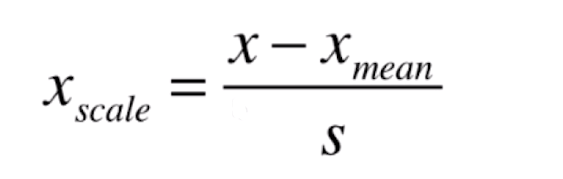 x_scale = (x − x_mean) / s